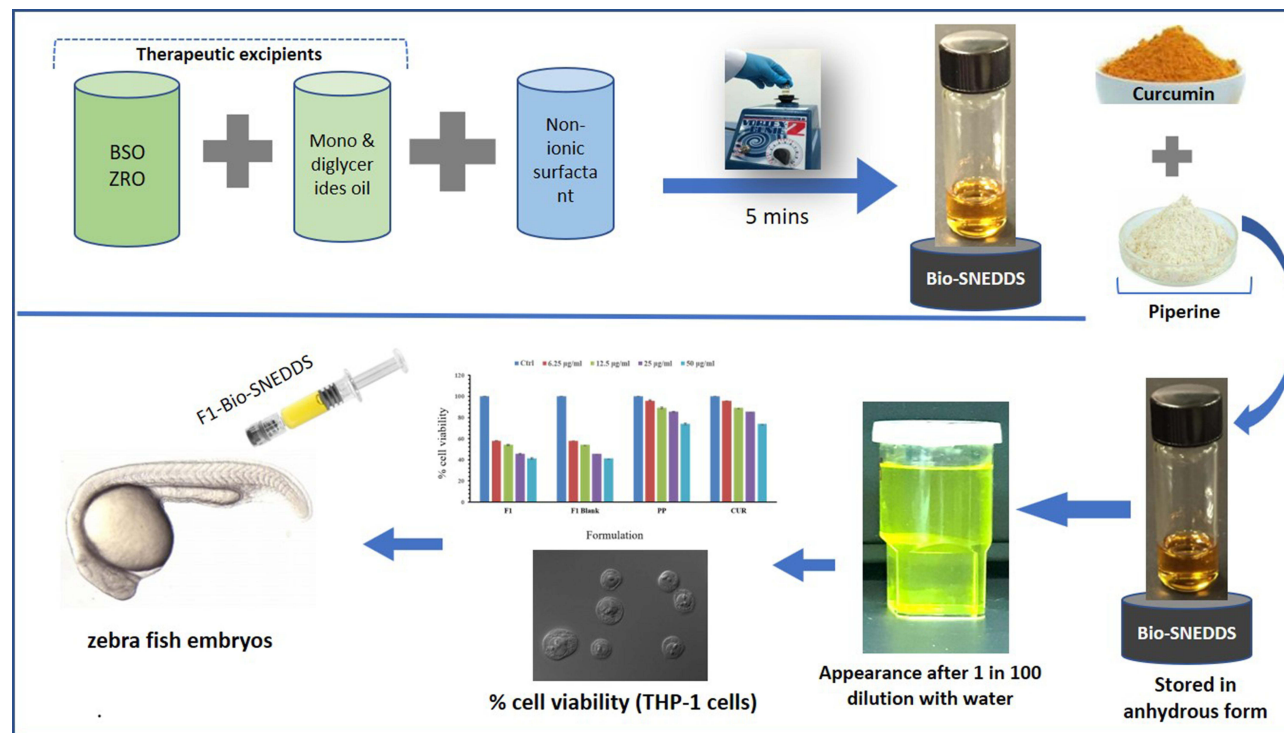 Therapeutic excipients
BSO
ZRO
Mono &
diglycer
ides oil
Non-
ionic
surfacta
nt
VORTEX
GENIE 2
5 mins
Bio-SNEDDS
Curcumin
Piperine
F1-Bio-SNEDDS
zebra fish embryos
Ctrl 6.25 µg/ml 12.5 µg/ml 25 µg/ml 50 µg/ml
% cell viability
120
100
80
60
40
20
0
F1 F1 Blank PP CUR
Formulation
% cell viability (THP-1 cells)
Appearance after 1 in 100
dilution with water
Bio-SNEDDS
Stored in
anhydrous form
.